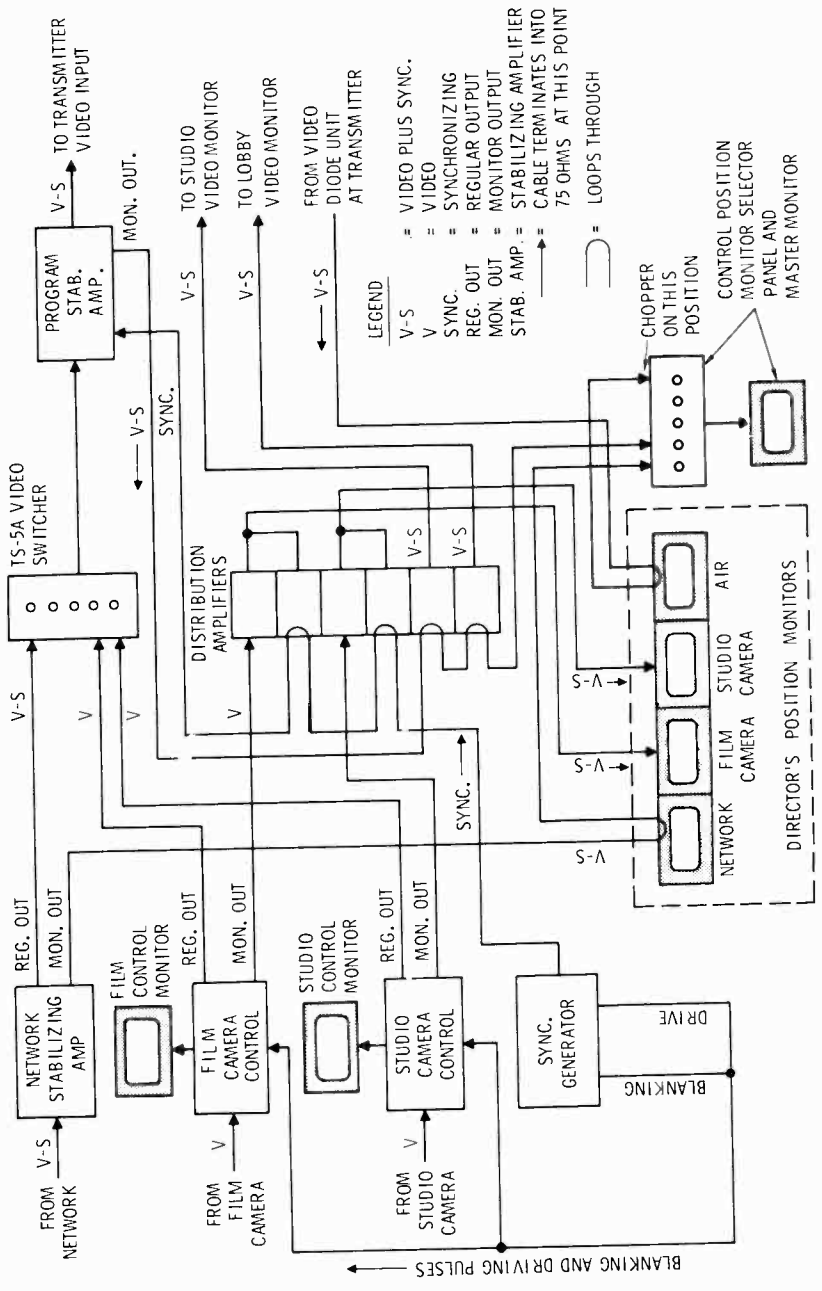 FROM
NETWORK
V-S
NETWORK
STABILIZING
AMP
REG. OUT
MON. OUT
FILM
CONTROL
MONITOR
FROM
FILM
CAMERA
V
FILM
CAMERA
CONTROL
REG. OUT
MON. OUT
STUDIO
CONTROL
MONITOR
FROM
STUDIO
CAMERA
V
STUDIO
CAMERA
CONTROL
REG. OUT
MON. OUT
SYNC.
GENERATOR
BLANKING
DRIVE
BLANKING AND DRIVING PULSES
V-S
V
V
TS-5A VIDEO
SWITCHER
V
DISTRIBUTION
AMPLIFIERS
V-S
V-S
SYNC.
V-S
SYNC.
PROGRAM
STAB.
AMP.
V-S
TO TRANSMITTER
VIDEO INPUT
MON. OUT.
V-S
TO STUDIO
VIDEO MONITOR
V-S
TO LOBBY
VIDEO MONITOR
V-S
FROM VIDEO
DIODE UNIT
AT TRANSMITTER
LEGEND
V-S = VIDEO PLUS SYNC.
V = VIDEO
SYNC. = SYNCHRONIZING
REG. OUT = REGULAR OUTPUT
MON. OUT = MONITOR OUTPUT
STAB. AMP. = STABILIZING AMPLIFIER
= CABLE TERMINATES INTO
75 OHMS AT THIS POINT
= LOOPS THROUGH
CHOPPER
ON THIS
POSITION
CONTROL POSITION
MONITOR SELECTOR
PANEL AND
MASTER MONITOR
V-S
V-S
V-S
NETWORK
FILM
CAMERA
STUDIO
CAMERA
AIR
DIRECTOR'S POSITION MONITORS